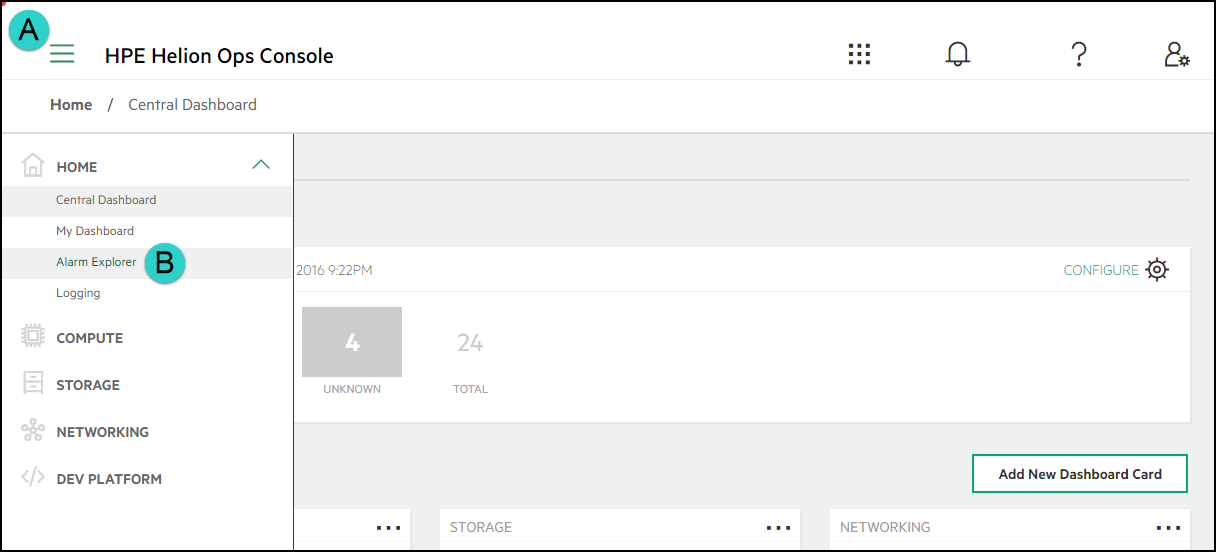 A
HPE Helion Ops Console
Home / Central Dashboard
HOME
Central Dashboard
My Dashboard
Alarm Explorer B
Logging
COMPUTE
STORAGE
NETWORKING
DEV PLATFORM
2016 9:22PM
CONFIGURE
4 24
UNKNOWN TOTAL
Add New Dashboard Card
STORAGE NETWORKING